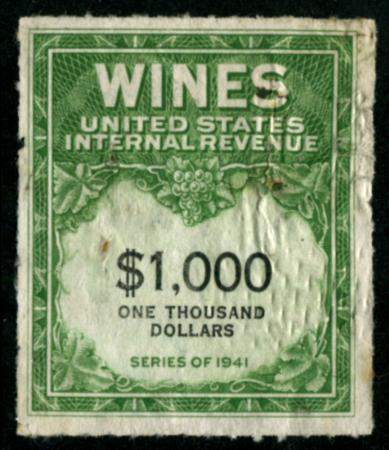 WINES
UNITED STATES
INTERNAL REVENUE
$1,000
ONE THOUSAND
DOLLARS
SERIES OF 1941